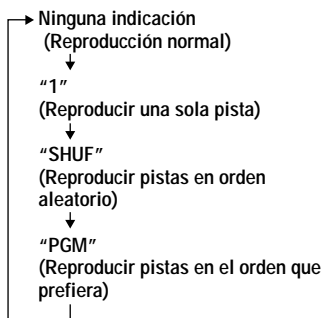 Ninguna indicación
(Reproducción normal)
“1”
(Reproducir una sola pista)
“SHUF”
(Reproducir pistas en orden
aleatorio)
“PGM”
(Reproducir pistas en el orden que
prefiera)